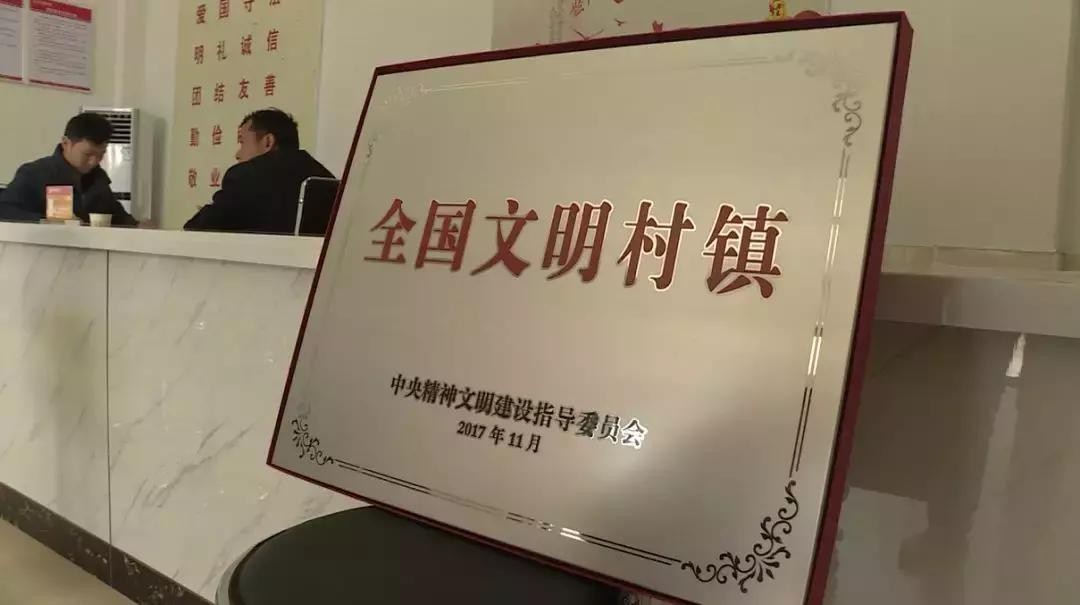 爱国守法
明礼诚信
团结友善
勤俭
敬业
全国文明村镇
中央精神文明建设指导委员会
2017年11月